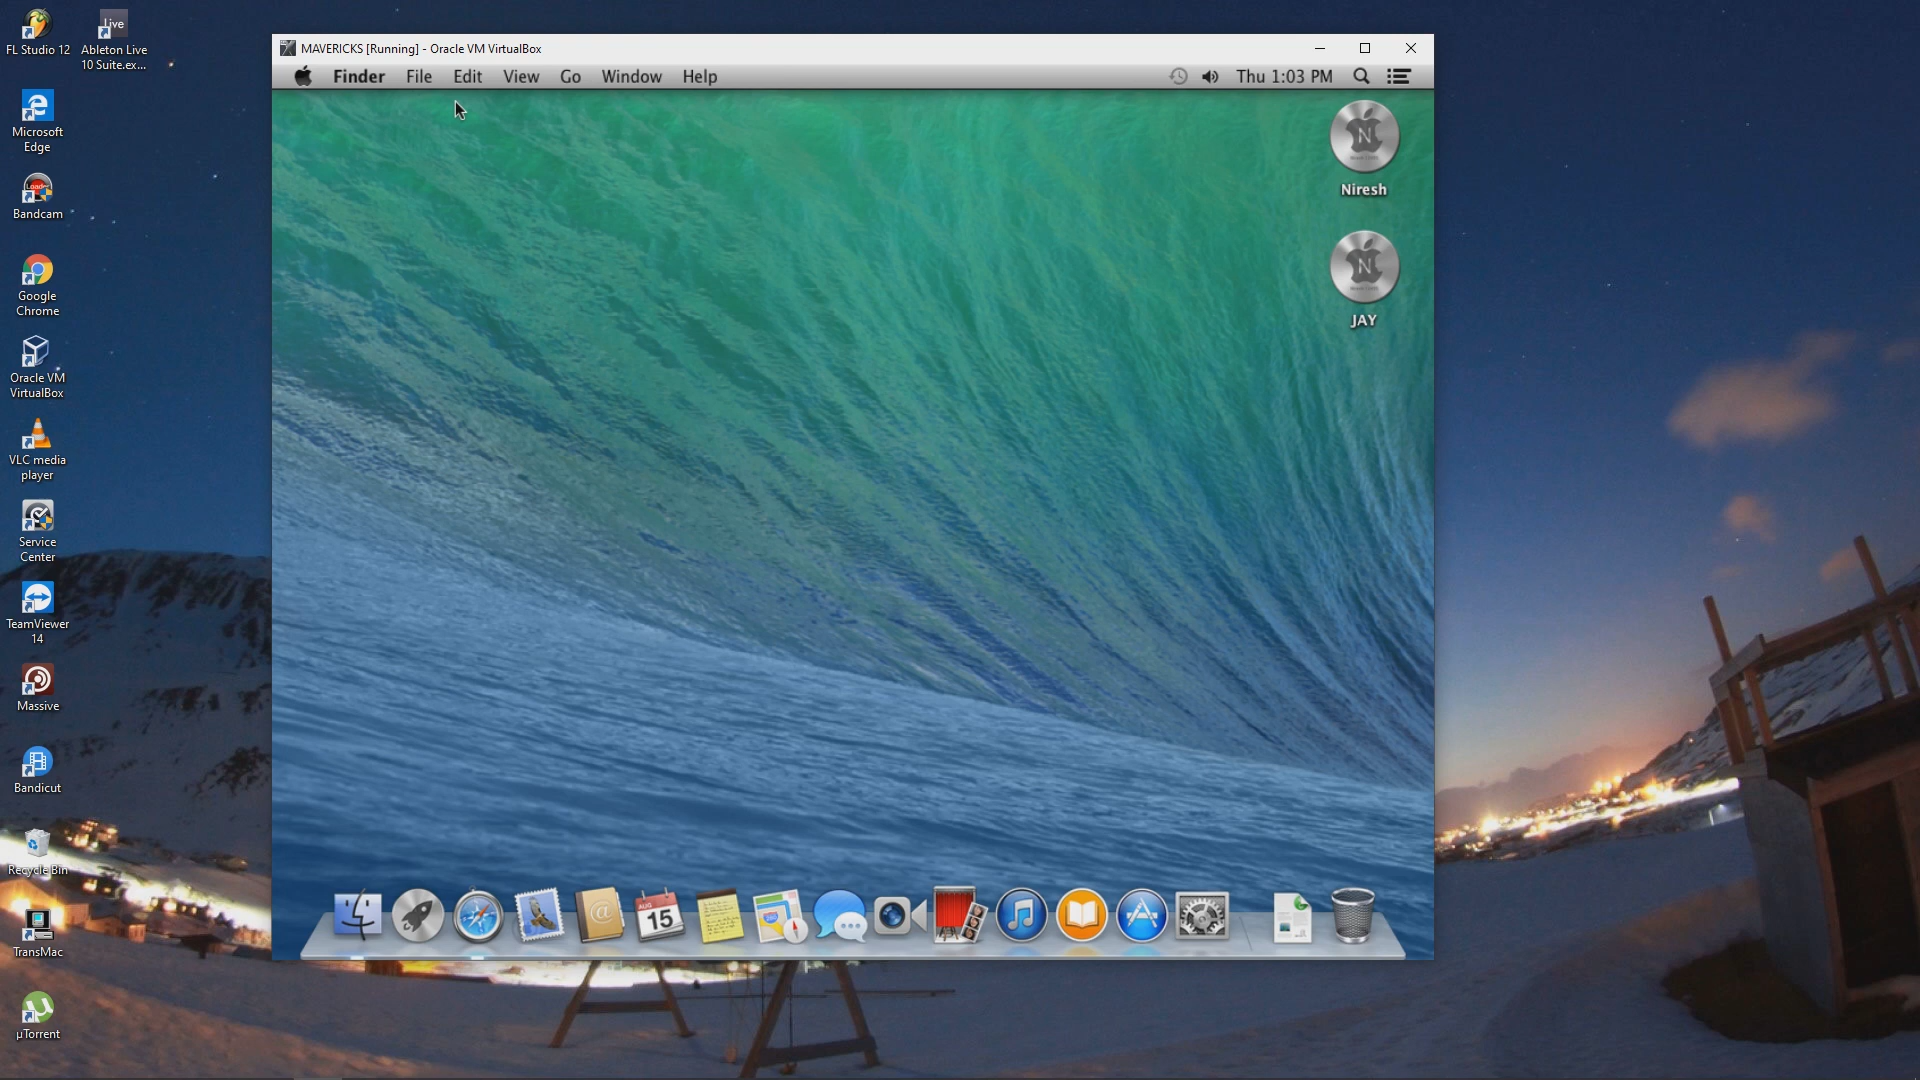 FL Studio 12
Live
Ableton Live
10 Suite.ex...
Microsoft
Edge
Bandcam
Google
Chrome
Oracle VM
VirtualBox
VLC media
player
Service
Center
TeamViewer
14
Massive
Bandicut
Recycle Bin
TransMac
µTorrent
MAVERICKS [Running] - Oracle VM VirtualBox
Finder File Edit View Go Window Help
Thu 1:03 PM
N
Niresh
N
JAY
@
AUG
15